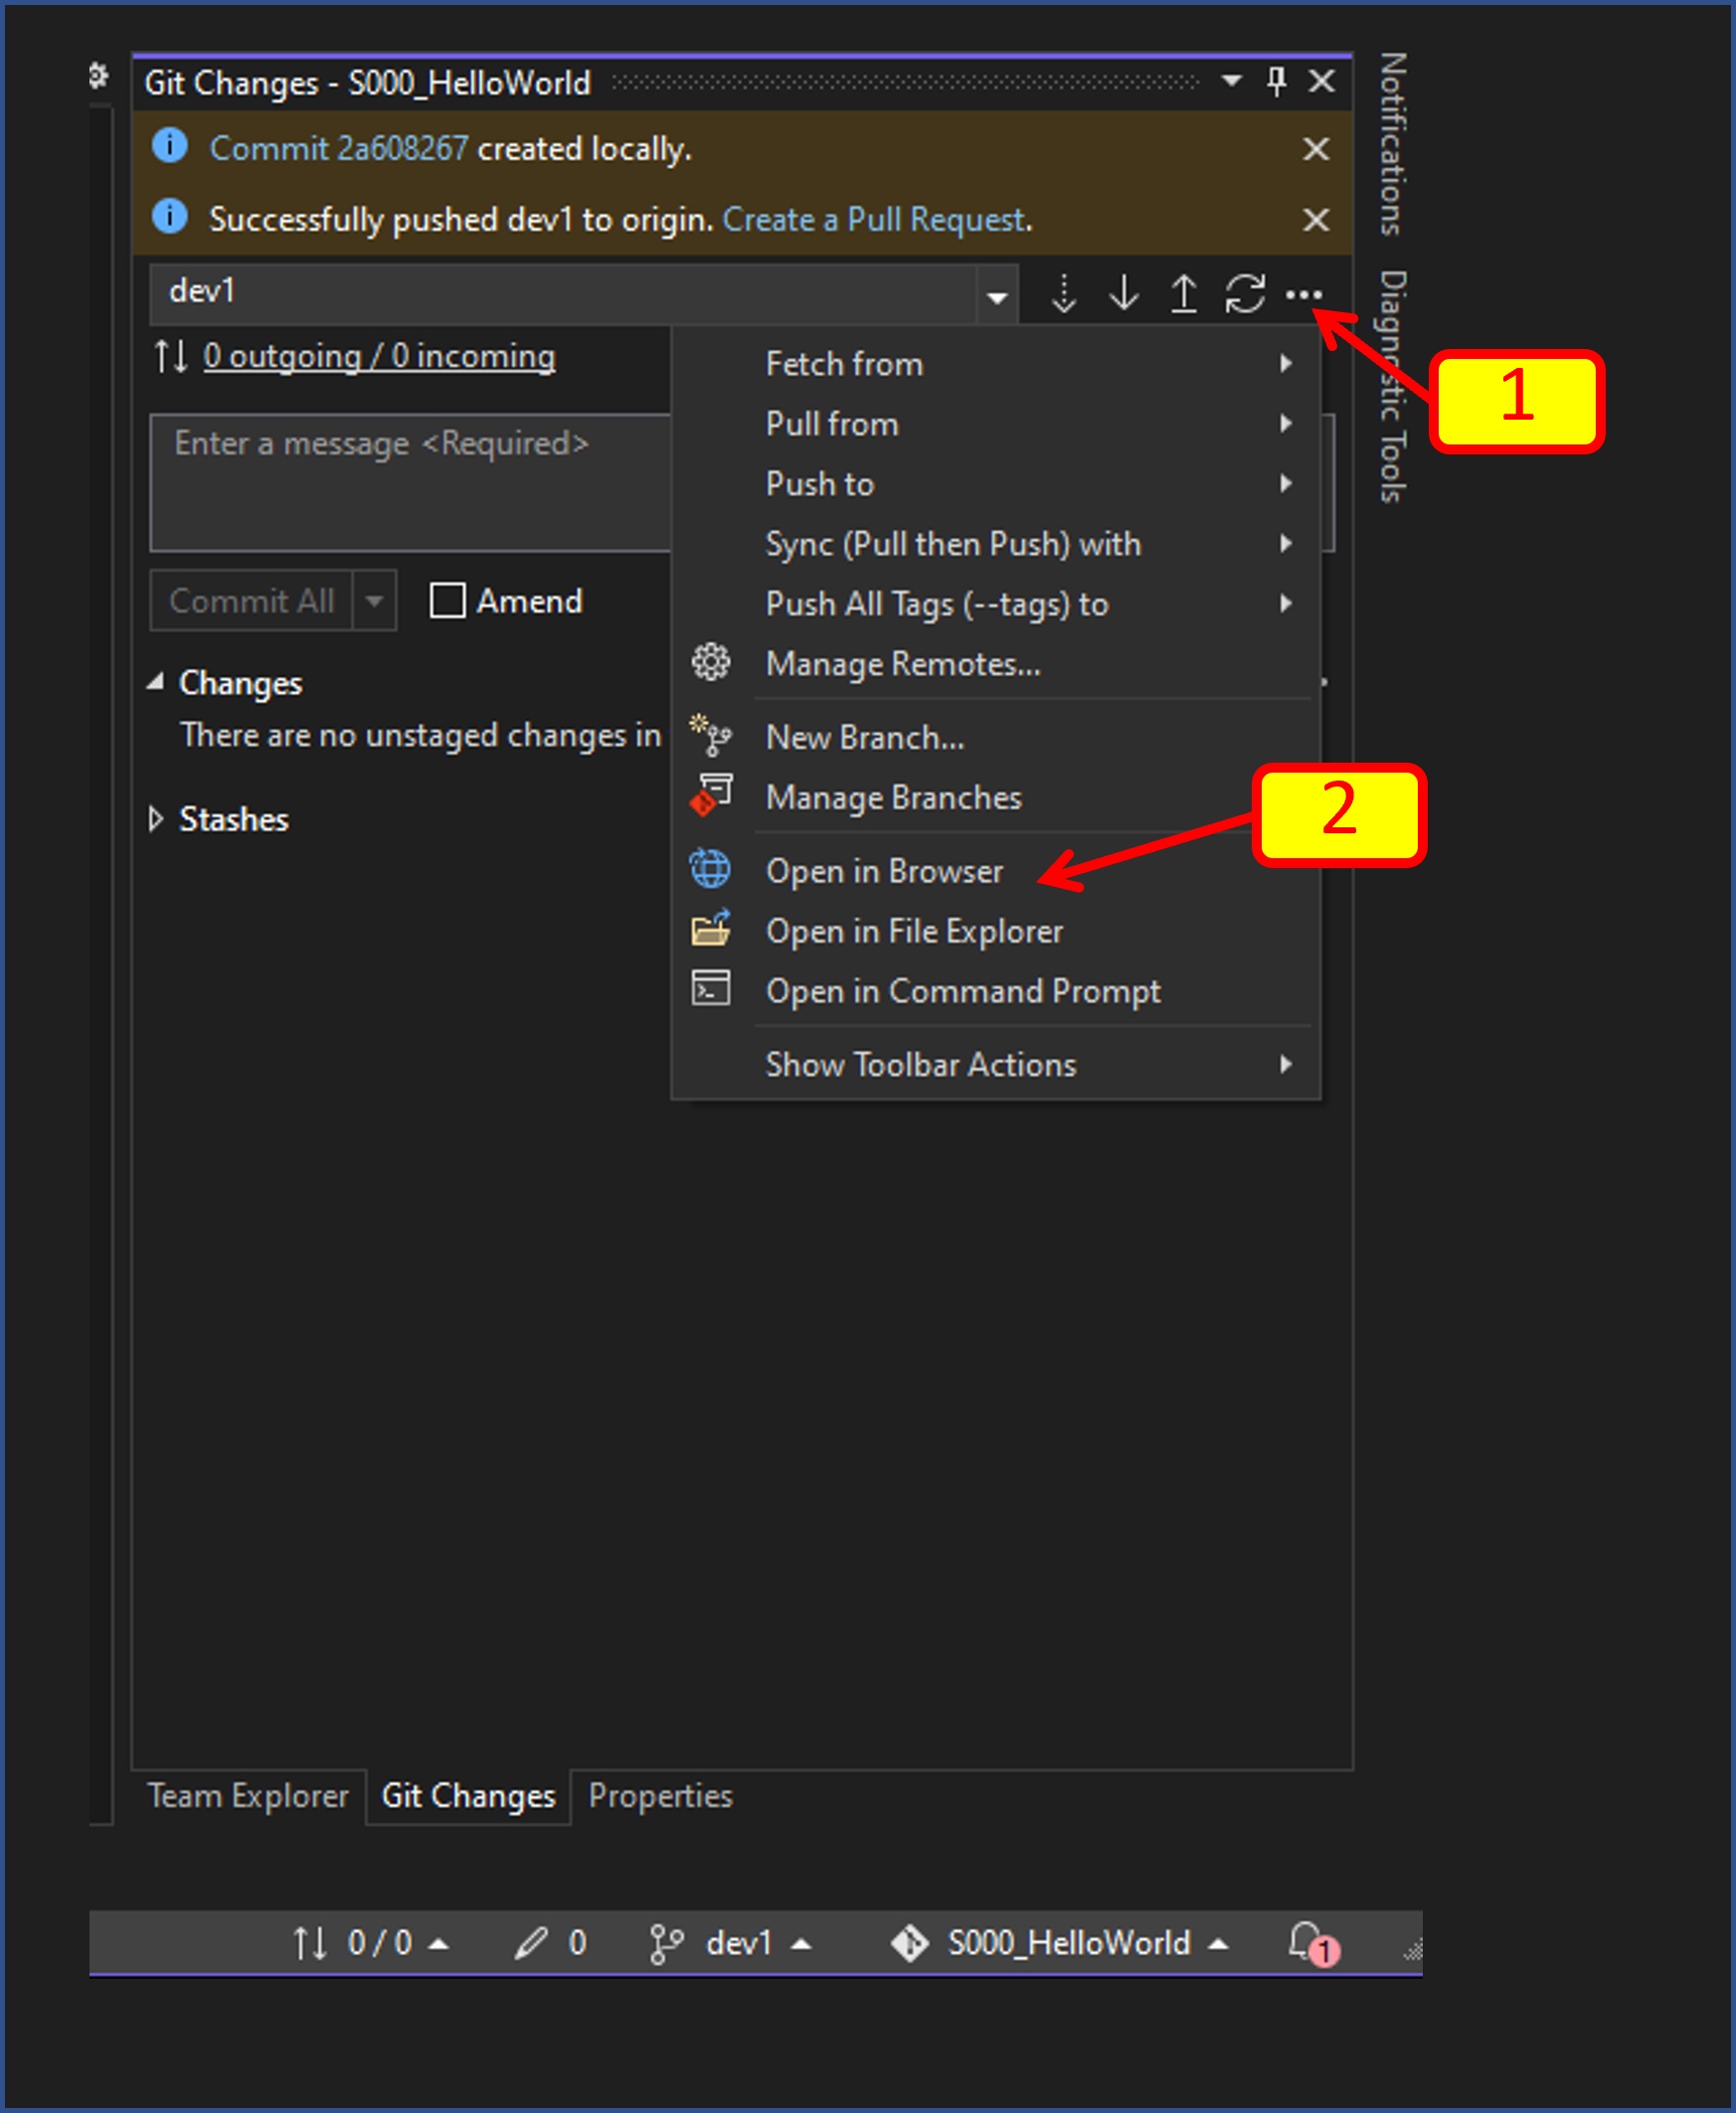 Git Changes - S000_HelloWorld
Commit 2a608267 created locally.
Successfully pushed dev1 to origin. Create a Pull Request.
dev1
0 outgoing / 0 incoming
Enter a message <Required>
Commit All
Amend
Changes
There are no unstaged changes in
Stashes
Fetch from
Pull from
Push to
Sync (Pull then Push) with
Push All Tags (--tags) to
Manage Remotes...
New Branch...
Manage Branches
Open in Browser
Open in File Explorer
Open in Command Prompt
Show Toolbar Actions
Notifications
Diagnostic Tools
1
2
Team Explorer Git Changes Properties
0 / 0 0 dev1 S000_HelloWorld 1